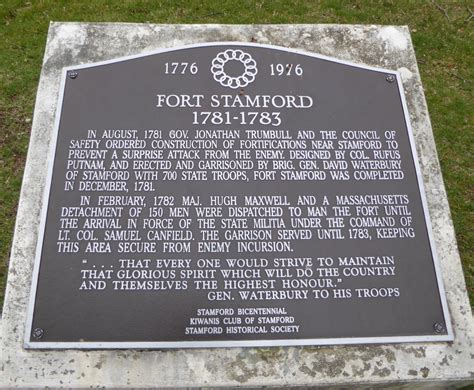 1776 1976
FORT STAMFORD
1781-1783
IN AUGUST, 1781 GOV. JONATHAN TRUMBULL AND THE COUNCIL OF
SAFETY ORDERED CONSTRUCTION OF FORTIFICATIONS NEAR STAMFORD TO
PREVENT A SURPRISE ATTACK FROM THE ENEMY. DESIGNED BY COL. RUFUS
PUTNAM, AND ERECTED AND GARRISONED BY BRIG. GEN. DAVID WATERBURY
OF STAMFORD WITH 700 STATE TROOPS, FORT STAMFORD WAS COMPLETED
IN DECEMBER, 1781.
IN FEBRUARY, 1782 MAJ. HUGH MAXWELL AND A MASSACHUSETTS
DETACHMENT OF 150 MEN WERE DISPATCHED TO MAN THE FORT UNTIL
THE ARRIVAL IN FORCE OF THE STATE MILITIA UNDER THE COMMAND OF
LT. COL. SAMUEL CANFIELD. THE GARRISON SERVED UNTIL 1783, KEEPING
THIS AREA SECURE FROM ENEMY INCURSION.
". . . THAT EVERY ONE WOULD STRIVE TO MAINTAIN
THAT GLORIOUS SPIRIT WHICH WILL DO THE COUNTRY
AND THEMSELVES THE HIGHEST HONOUR."
GEN. WATERBURY TO HIS TROOPS
STAMFORD BICENTENNIAL
KIWANIS CLUB OF STAMFORD
STAMFORD HISTORICAL SOCIETY